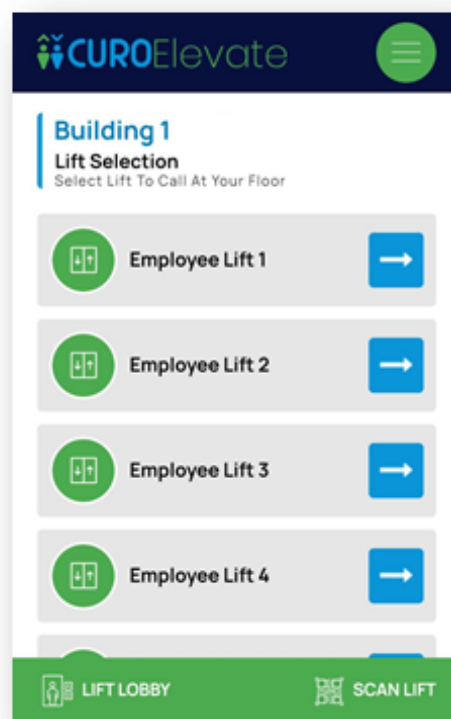 CUROElevate
Building 1
Lift Selection
Select Lift To Call At Your Floor
Employee Lift 1
Employee Lift 2
Employee Lift 3
Employee Lift 4
LIFT LOBBY
SCAN LIFT